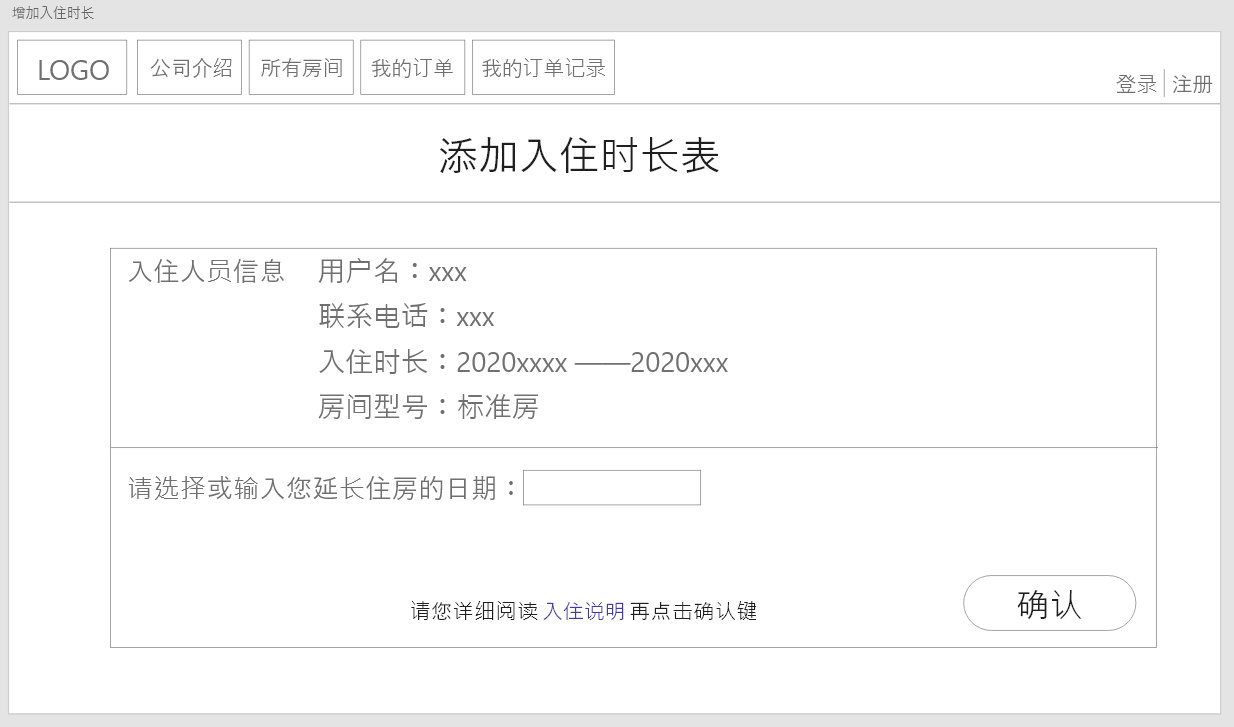 增加入住时长
LOGO 公司介绍 所有房间 我的订单 我的订单记录
登录 注册
添加入住时长表
入住人员信息 用户名：xxx
联系电话：xxx
入住时长：2020xxxx ——2020xxx
房间型号：标准房
请选择或输入您延长住房的日期：
请您详细阅读 入住说明 再点击确认键
确认